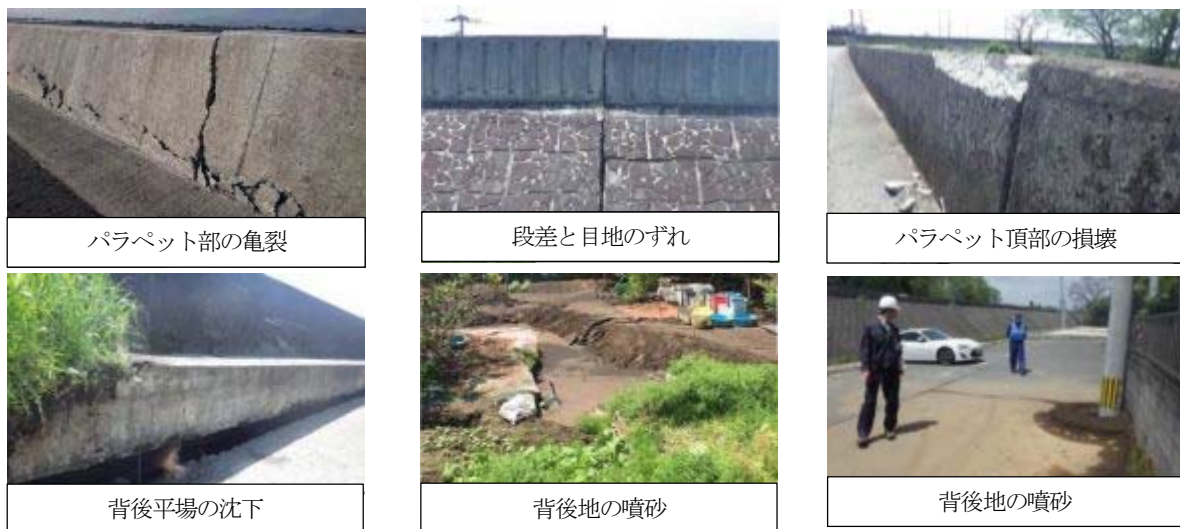 パラペット部の亀裂
段差と目地のずれ
パラペット頂部の損壊
背後平場の沈下
背後地の噴砂
背後地の噴砂